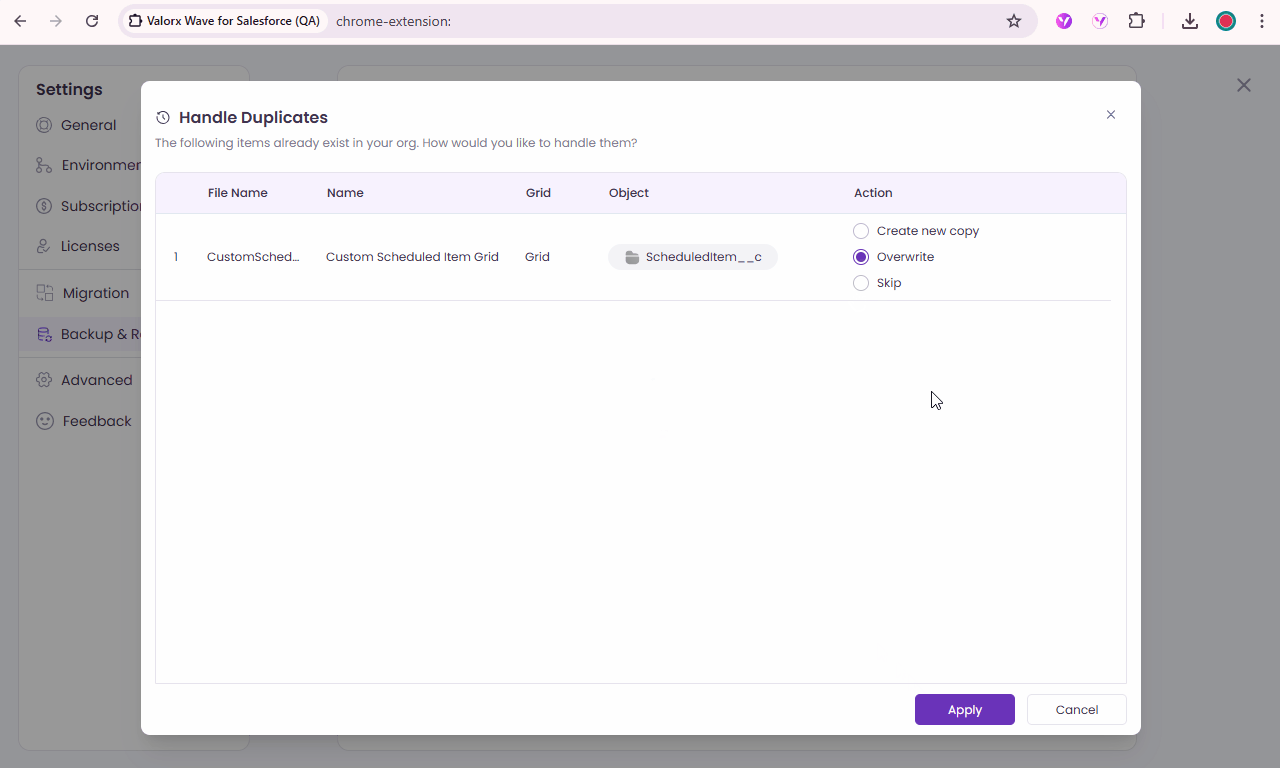 Valorx Wave for Salesforce (QA)
chrome-extension:
Settings
General
Environmen
Subscription
Licenses
Migration
Backup & Re
Advanced
Feedback
Handle Duplicates
The following items already exist in your org. How would you like to handle them?
File Name Name Grid Object Action
1 CustomSched... Custom Scheduled Item Grid Grid ScheduledItem__c
Create new copy
Overwrite
Skip
Apply
Cancel